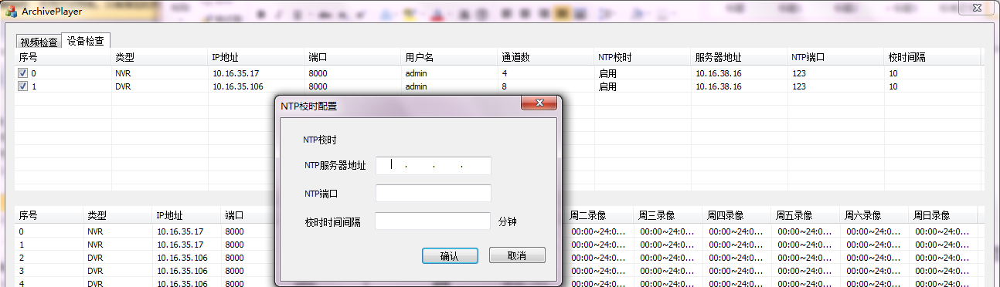 ArchivePlayer
视频检查 设备检查
序号 类型 IP地址 端口 用户名 通道数 NTP校时 服务器地址 NTP端口 校时间隔
0 NVR 10.16.35.17 8000 admin 4 启用 10.16.38.16 123 10
1 DVR 10.16.35.106 8000 admin 8 启用 10.16.38.16 123 10
NTP校时配置
NTP校时
NTP服务器地址 . . .
NTP端口
校时时间间隔 分钟
确认 取消
序号 类型 IP地址 端口 周二录像 周三录像 周四录像 周五录像 周六录像 周日录像
0 NVR 10.16.35.17 8000 00:00~24:0... 00:00~24:0... 00:00~24:0... 00:00~24:0... 00:00~24:0... 00:00~24:0...
1 NVR 10.16.35.17 8000 00:00~24:0... 00:00~24:0... 00:00~24:0... 00:00~24:0... 00:00~24:0... 00:00~24:0...
2 DVR 10.16.35.106 8000 00:00~24:0... 00:00~24:0... 00:00~24:0... 00:00~24:0... 00:00~24:0... 00:00~24:0...
3 DVR 10.16.35.106 8000 00:00~24:0... 00:00~24:0... 00:00~24:0... 00:00~24:0... 00:00~24:0... 00:00~24:0...
4 DVR 10.16.35.106 8000 00:00~24:0... 00:00~24:0... 00:00~24:0... 00:00~24:0... 00:00~24:0... 00:00~24:0...